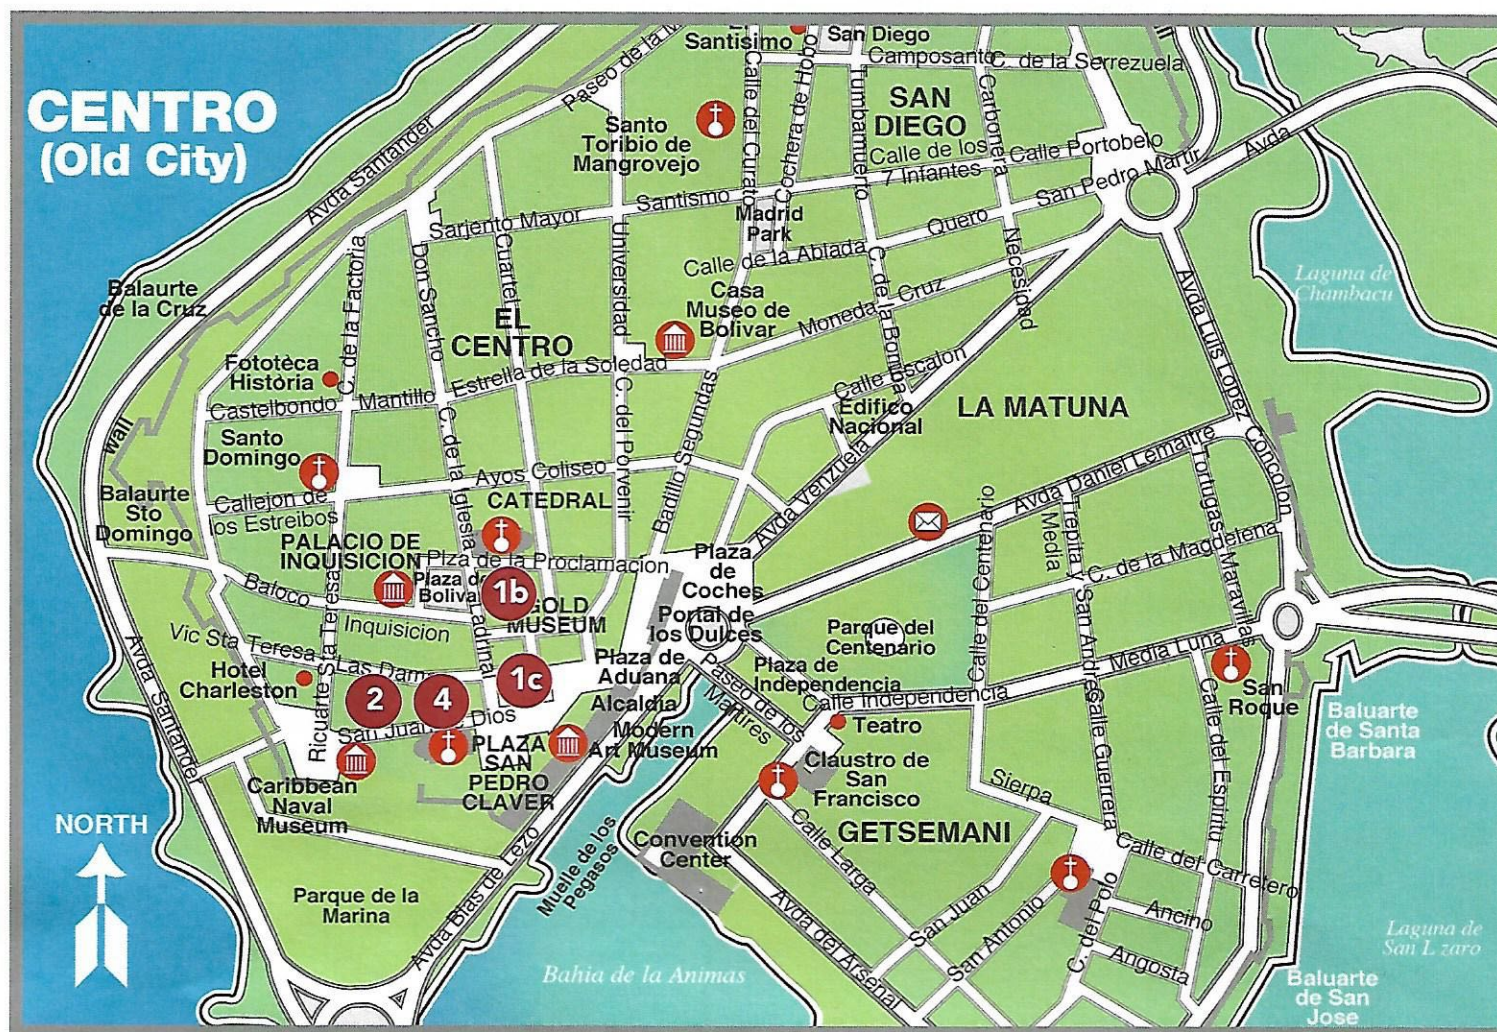 CENTRO
(Old City)
Santisimo
San Diego
Camposanto
C. de la Serrezuela
Paseo de la M
Avda Santander
Santo
Toribio de
Mangrovejo
Calle del Curato
Cochera de Hobo
Tumbamuerto
Carbonera
SAN
DIEGO
Calle de los
7 Infantes
Calle Portobelo
San Pedro Martir
Avda
Sarjento Mayor
Santismo
Madrid
Park
Quero
Necesidad
Calle de la Ablada
C. de la Factoria
Don Sancho
Cuartel
Universidad
Balaurte
de la Cruz
Casa
Museo de
Bolivar
Moneda Cruz
C. de la Bomba
Avda Luis Lopez Concolon
Laguna de
Chambacu
EL
CENTRO
Fototèca
Història
Castelbondo
Mantillo
Estrella de la Soledad
Calle Escalon
Edifico
Nacional
LA MATUNA
wall
Santo
Domingo
C. de la Iglesia
C. del Porvenir
Badillo Segundas
Ayos Coliseo
Avda Venzuela
Avda Daniel Lemaitre
Tortugas
Maravillas
Balaurte
Sto
Domingo
Callejon de
los Estreibos
CATEDRAL
PALACIO DE
INQUISICION
Plza de la Proclamacion
Plaza
de
Coches
Calle del Centenario
Trepita y
Media
C. de la Magdelena
Baloco
Plaza de
Bolivar
1b
GOLD
MUSEUM
Portal de
los Dulces
Parque del
Centenario
San Andre
Media Luna
Inquisicion
Ladrinal
Ricuarte Sta Teresa
Vic Sta Teresa
Las Dam
Hotel
Charleston
2
4
1c
Plaza de
Aduana
Alcaldia
Plaza de
Independencia
Calle Independencia
San
Roque
Paseo de los
Martires
Avda Santander
San Juan de Dios
PLAZA
SAN
PEDRO
CLAVER
Modern
Art Museum
Teatro
Calle Guerrera
Calle del Espiritu
Baluarte
de Santa
Barbara
Caribbean
Naval
Museum
Claustro de
San
Francisco
Sierpa
NORTH
Muelle de los
Pegasos
Convention
Center
GETSEMANI
Calle Larga
Calle del Carretero
Parque de la
Marina
Avda Blas de Lezo
Avda del Arsenal
San Juan
San Antonio
C. del Polo
Ancino
Angosta
Bahia de la Animas
Laguna de
San L zaro
Baluarte
de San
Jose